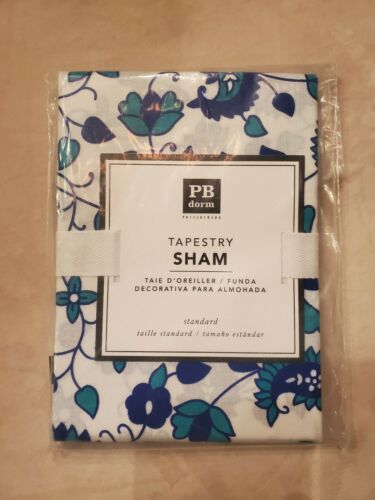 PB
dorm
TAPESTRY
SHAM
TAIE D'OREILLER / FUNDA
DECORATIVA PARA ALMOHADA
standard
taille standard / tamaño estándar